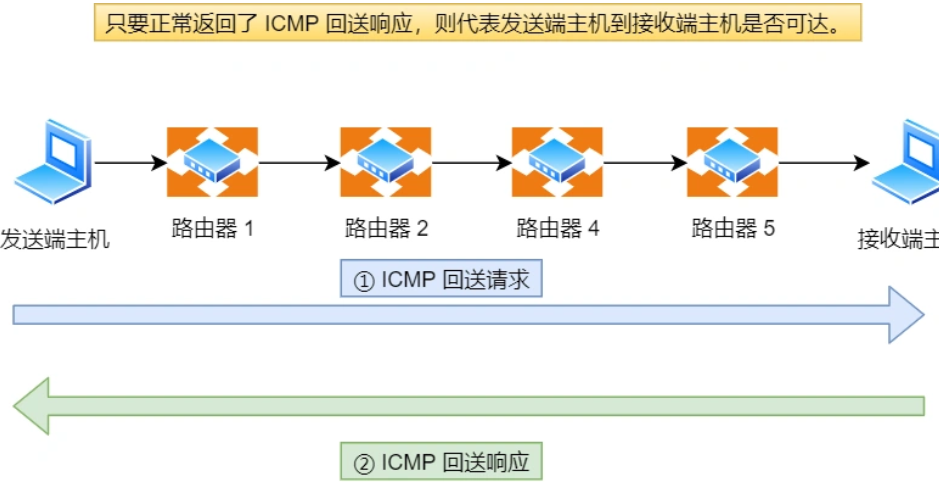 只要正常返回了 ICMP 回送响应，则代表发送端主机到接收端主机是否可达。
发送端主机
路由器 1
路由器 2
路由器 4
路由器 5
接收端主
① ICMP 回送请求
② ICMP 回送响应